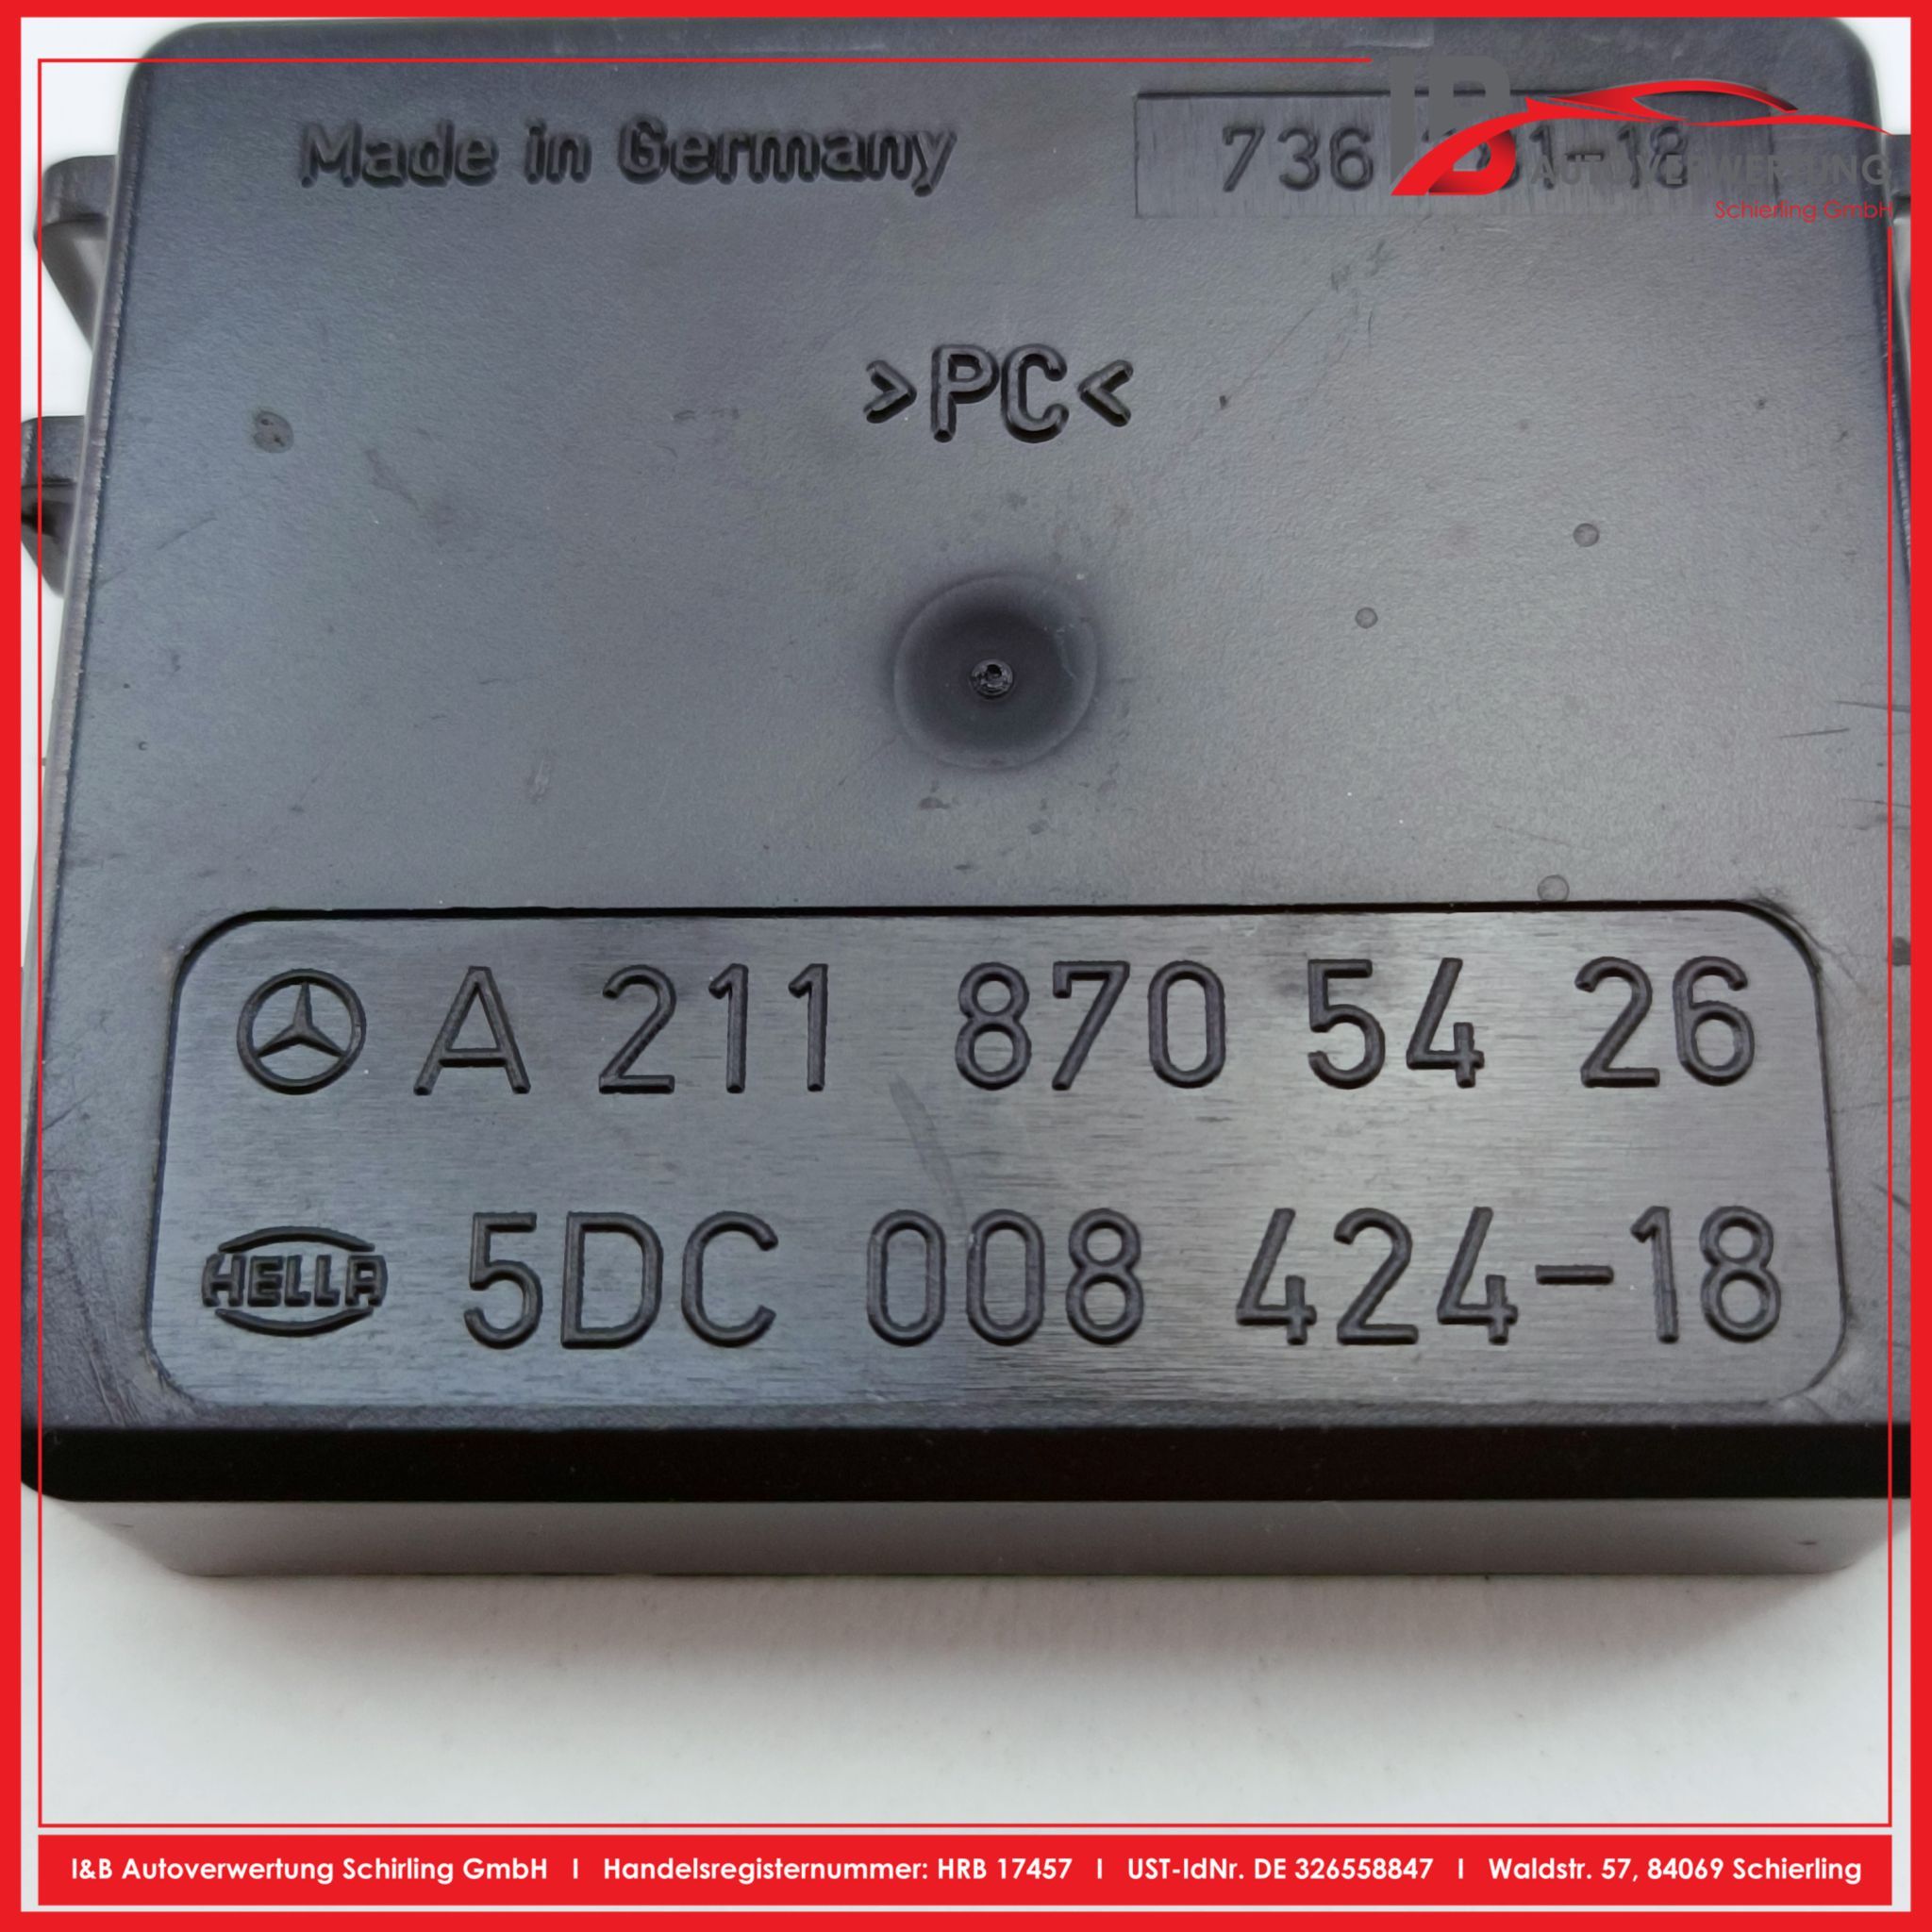 Made in Germany
736
AUTOVERWERTUNG
Schierling GmbH
>PC<
A 211 870 54 26
HELLA 5DC 008 424-18
I&B Autoverwertung Schirling GmbH I Handelsregisternummer: HRB 17457 I UST-IdNr. DE 326558847 I Waldstr. 57, 84069 Schierling